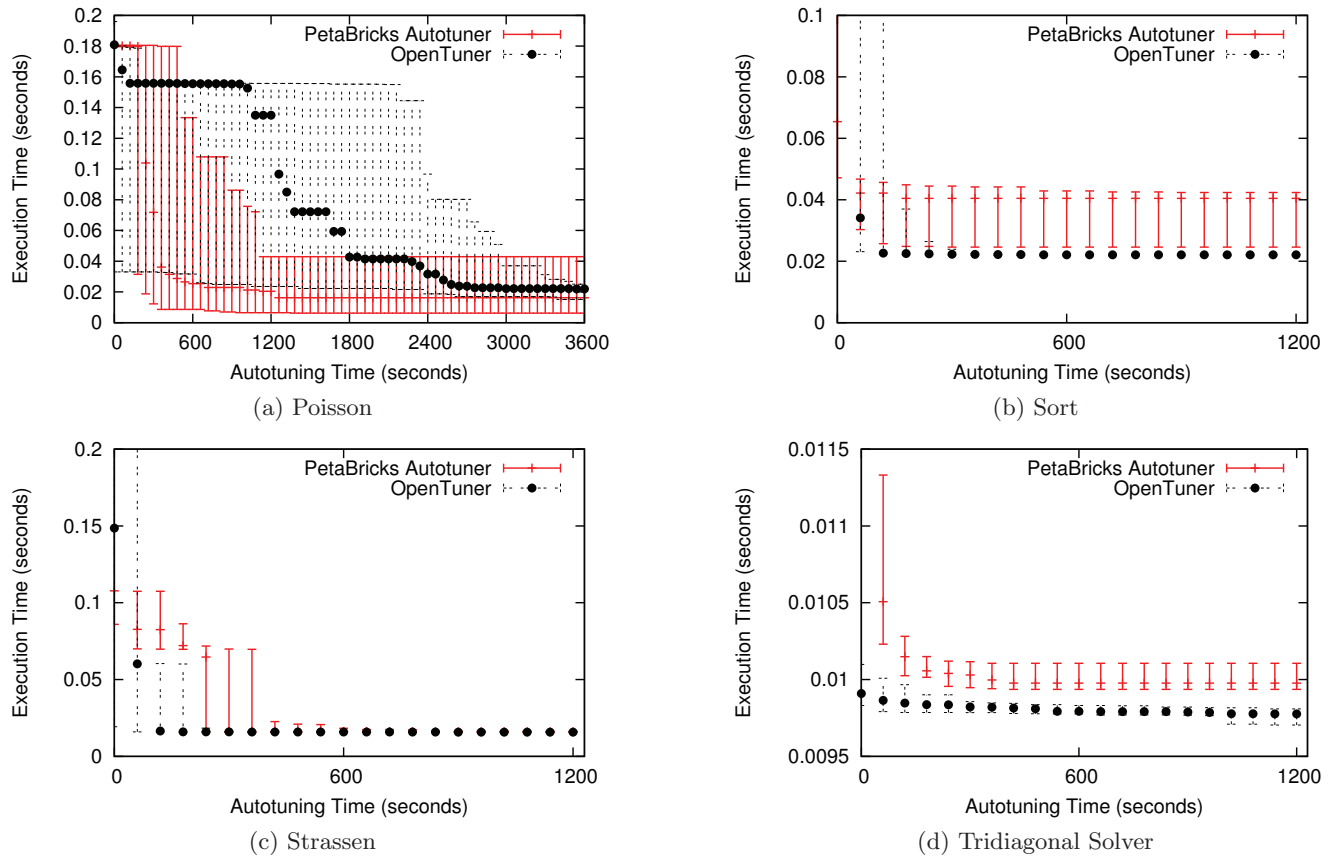 0.2
0.18
0.16
0.14
0.12
0.1
0.08
0.06
0.04
0.02
0
Execution Time (seconds)
PetaBricks Autotuner
OpenTuner
0 600 1200 1800 2400 3000 3600
Autotuning Time (seconds)
(a) Poisson
0.1
0.08
0.06
0.04
0.02
0
Execution Time (seconds)
PetaBricks Autotuner
OpenTuner
0 600 1200
Autotuning Time (seconds)
(b) Sort
0.2
0.15
0.1
0.05
0
Execution Time (seconds)
PetaBricks Autotuner
OpenTuner
0 600 1200
Autotuning Time (seconds)
(c) Strassen
0.0115
0.011
0.0105
0.01
0.0095
Execution Time (seconds)
PetaBricks Autotuner
OpenTuner
0 600 1200
Autotuning Time (seconds)
(d) Tridiagonal Solver